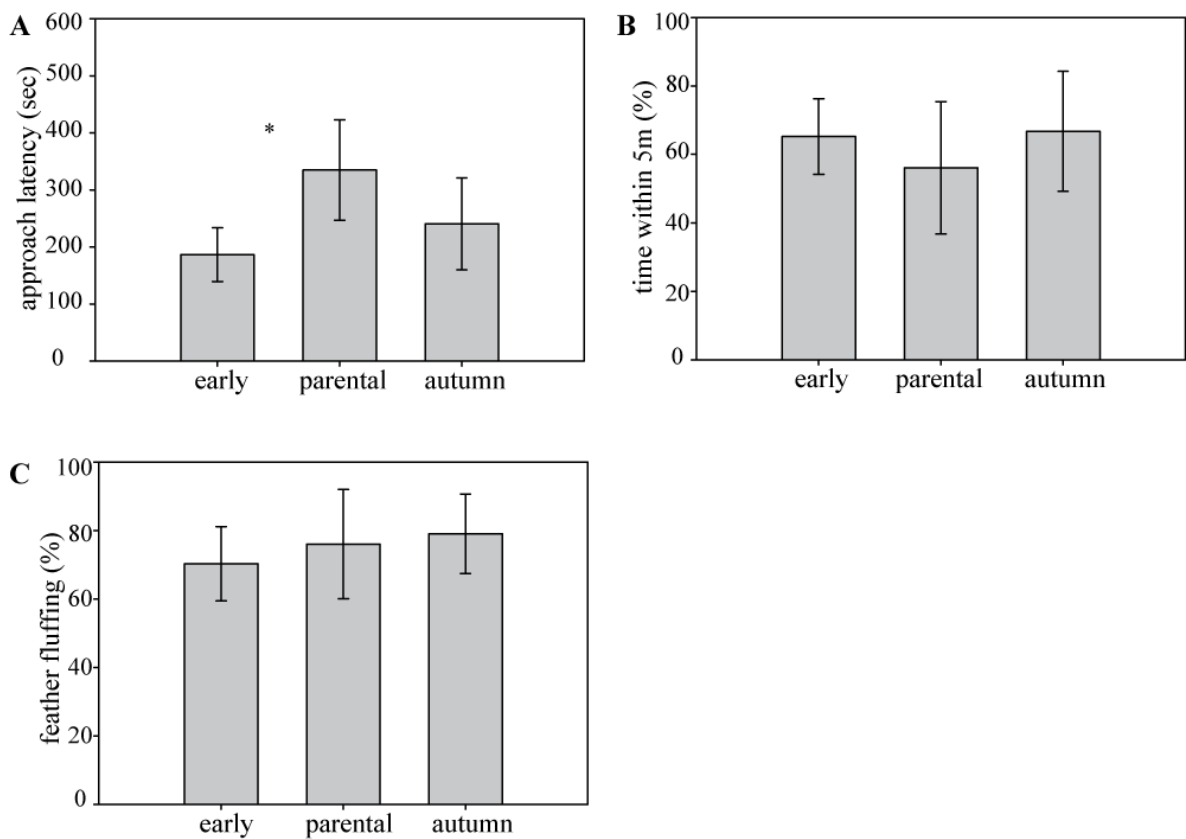 A
approach latency (sec)
600
500
400
300
200
100
0
*
early parental autumn
B
time within 5m (%)
100
80
60
40
20
0
early parental autumn
C
feather fluffing (%)
100
80
60
40
20
0
early parental autumn